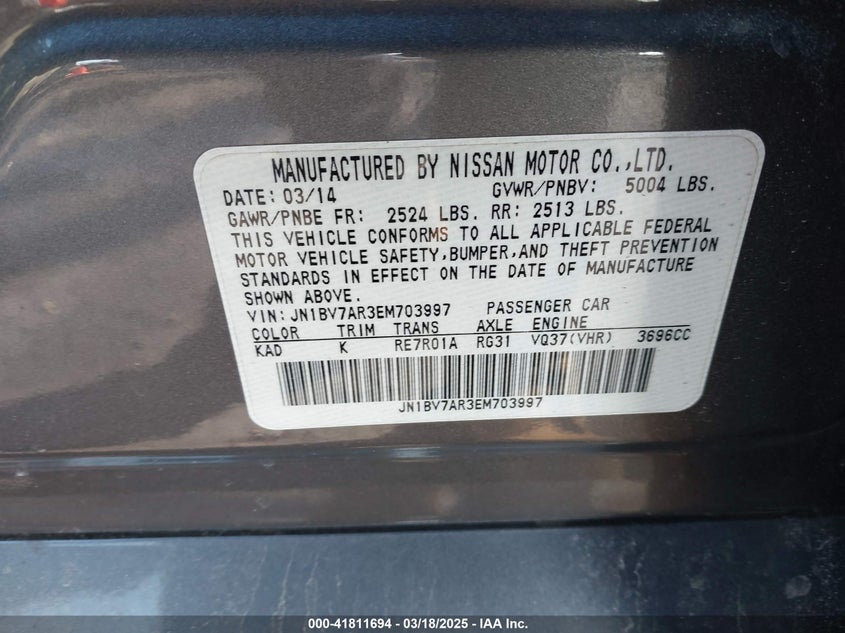 MANUFACTURED BY NISSAN MOTOR CO.,LTD.
DATE: 03/14 GVWR/PNBV: 5004 LBS.
GAWR/PNBE FR: 2524 LBS. RR: 2513 LBS.
THIS VEHICLE CONFORMS TO ALL APPLICABLE FEDERAL
MOTOR VEHICLE SAFETY,BUMPER,AND THEFT PREVENTION
STANDARDS IN EFFECT ON THE DATE OF MANUFACTURE
SHOWN ABOVE.
VIN: JN1BV7AR3EM703997 PASSENGER CAR
COLOR TRIM TRANS AXLE ENGINE
KAD K RE7R01A RG31 VQ37(VHR) 3696CC
JN1BV7AR3EM703997
000-41811694 — 03/18/2025 — IAA Inc.